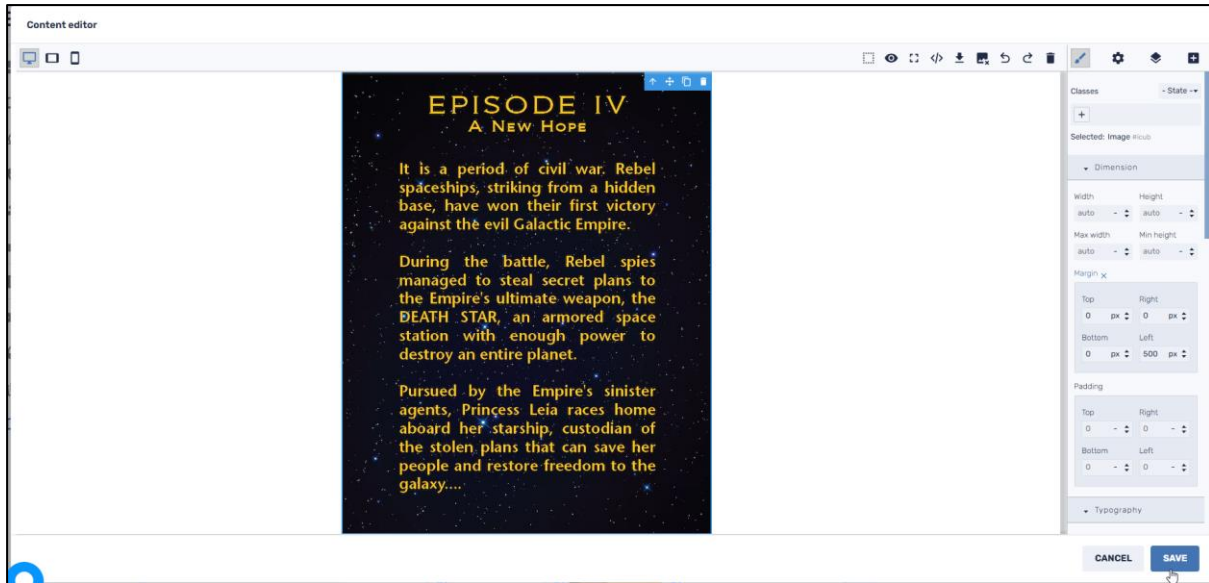 Content editor
Classes
- State -
+
Selected: Image #icub
Dimension
Width Height
auto - auto -
Max width Min height
auto - auto -
Margin x
Top Right
0 px 0 px
Bottom Left
0 px 500 px
Padding
Top Right
0 - 0 -
Bottom Left
0 - 0 -
Typography
EPISODE IV
A NEW HOPE
It is a period of civil war. Rebel
spaceships, striking from a hidden
base, have won their first victory
against the evil Galactic Empire.
During the battle, Rebel spies
managed to steal secret plans to
the Empire's ultimate weapon, the
DEATH STAR, an armored space
station with enough power to
destroy an entire planet.
Pursued by the Empire's sinister
agents, Princess Leia races home
aboard her starship, custodian of
the stolen plans that can save her
people and restore freedom to the
galaxy....
CANCEL SAVE